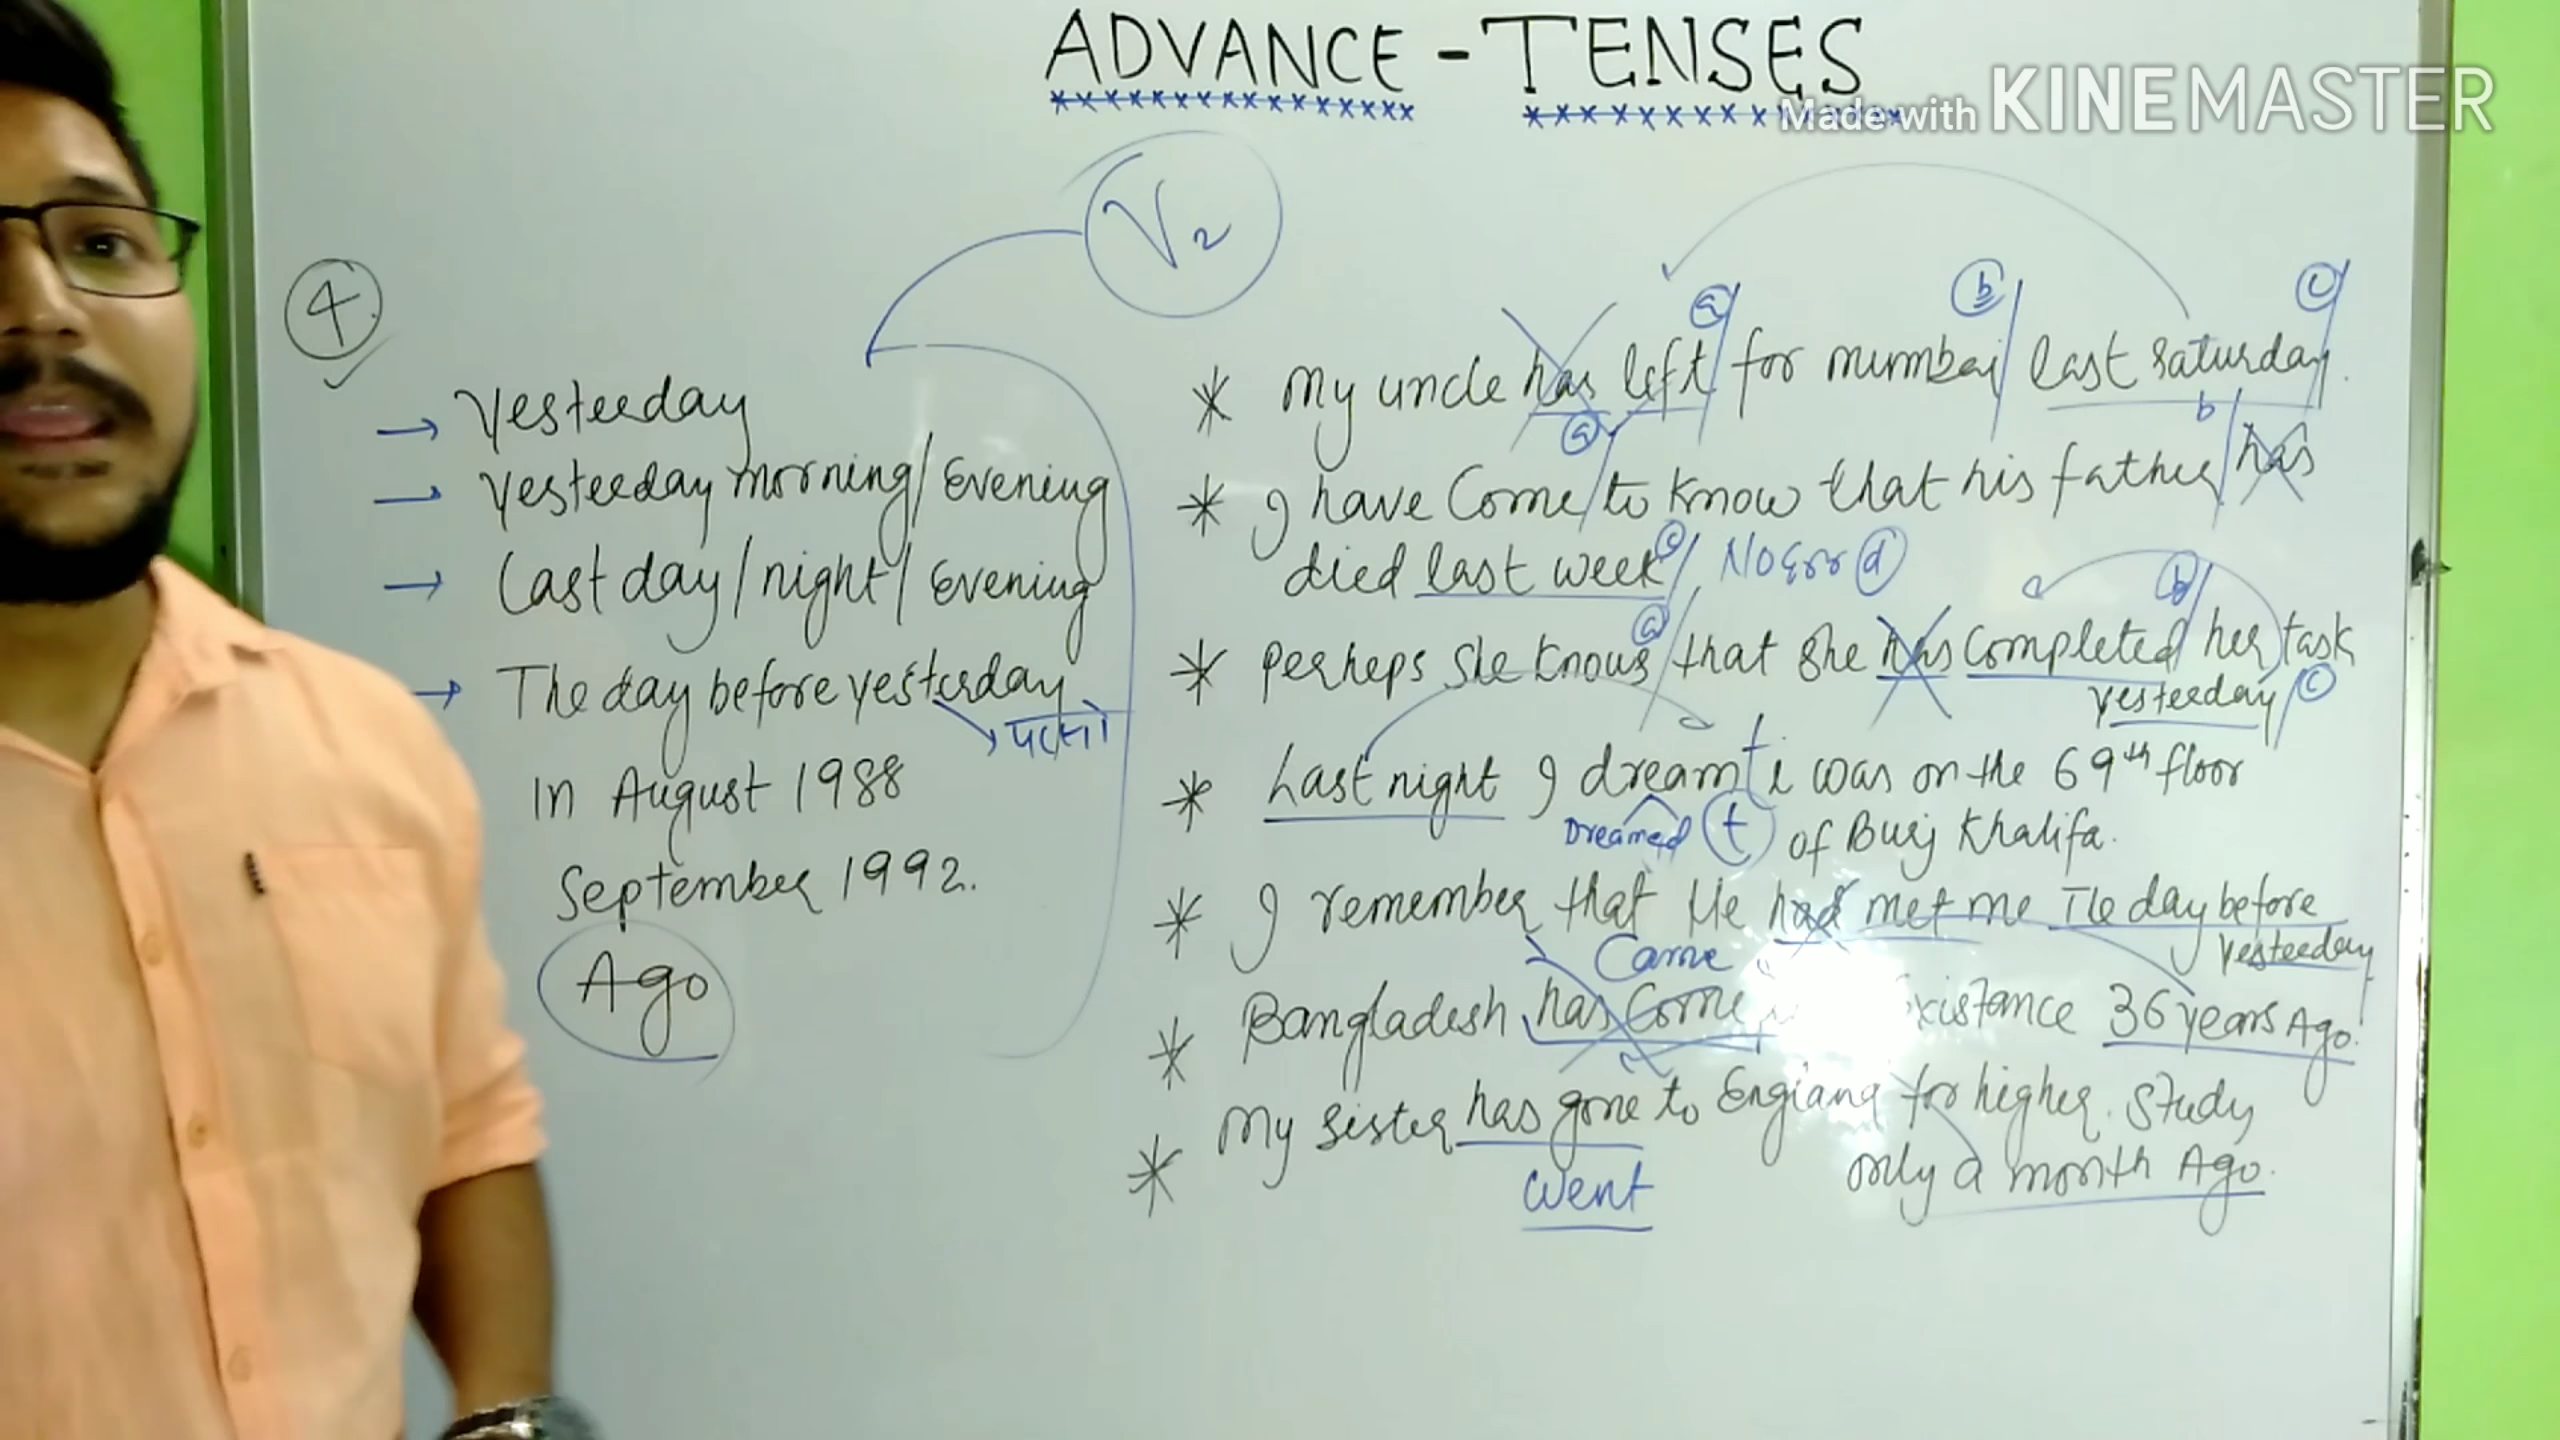 ADVANCE - TENSES
Made with KINEMASTER
V2
4
→ Yesterday
→ Yesterday morning / Evening
→ Last day / night / Evening
→ The day before yesterday
In August 1988
September 1992.
Ago
a b c
* My uncle has left / for mumbai / last saturday.
a b
* I have Come / to know that his father / has
died last week c / No Err d
a b
* Perheps she knows / that she has completed / her task
yesterday / c
* Last night I dreamt i was on the 69th floor
Dreamed t of Burj Khalifa.
* I remember that He had met me The day before
Yesterday
Came
* Bangladesh has Come existance 36 years Ago.
* My sister has gone to England for higher study
only a month Ago.
went